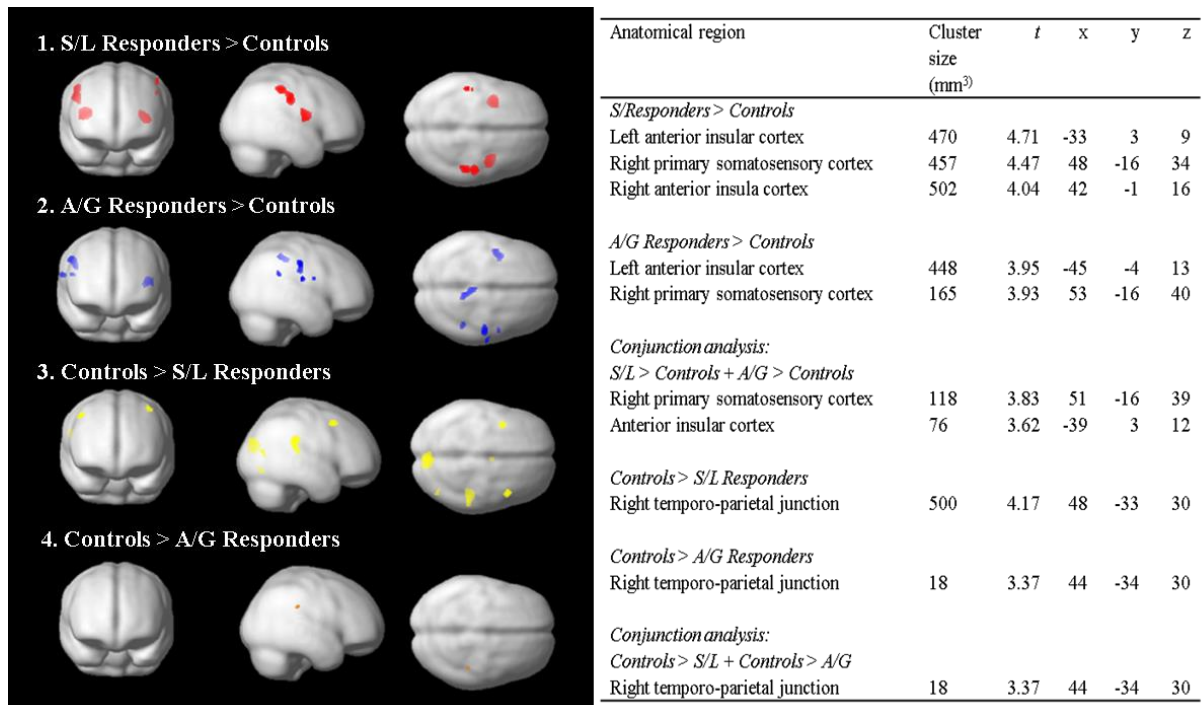 1. S/L Responders > Controls
2. A/G Responders > Controls
3. Controls > S/L Responders
4. Controls > A/G Responders
Anatomical region Cluster size (mm3) t x y z
S/Responders > Controls
Left anterior insular cortex 470 4.71 -33 3 9
Right primary somatosensory cortex 457 4.47 48 -16 34
Right anterior insula cortex 502 4.04 42 -1 16
A/G Responders > Controls
Left anterior insular cortex 448 3.95 -45 -4 13
Right primary somatosensory cortex 165 3.93 53 -16 40
Conjunction analysis:
S/L > Controls + A/G > Controls
Right primary somatosensory cortex 118 3.83 51 -16 39
Anterior insular cortex 76 3.62 -39 3 12
Controls > S/L Responders
Right temporo-parietal junction 500 4.17 48 -33 30
Controls > A/G Responders
Right temporo-parietal junction 18 3.37 44 -34 30
Conjunction analysis:
Controls > S/L + Controls > A/G
Right temporo-parietal junction 18 3.37 44 -34 30